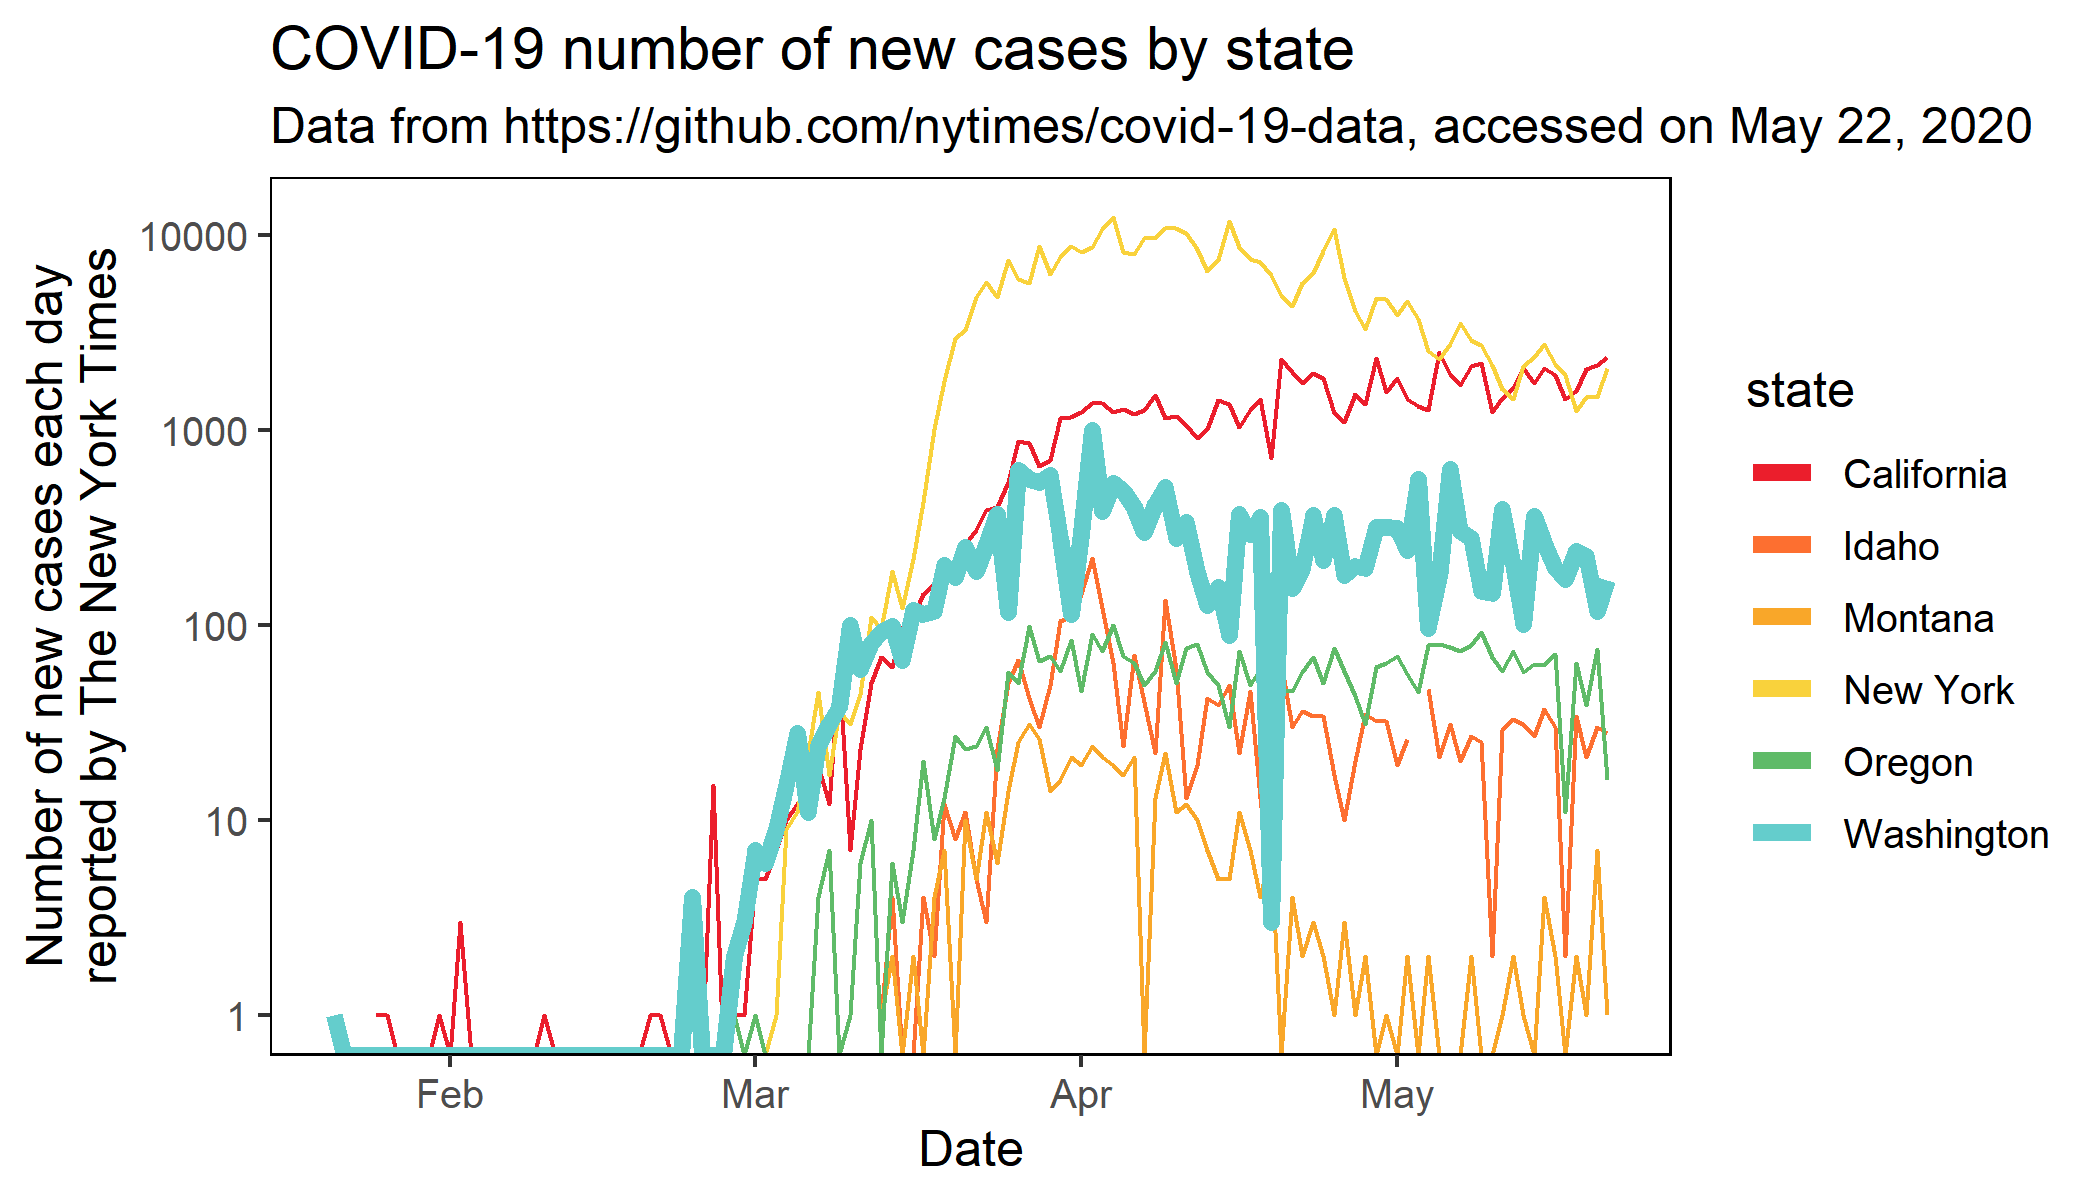 COVID-19 number of new cases by state
Data from https://github.com/nytimes/covid-19-data, accessed on May 22, 2020
Number of new cases each day
reported by The New York Times
10000
1000
100
10
1
Feb
Mar
Apr
May
Date
state
California
Idaho
Montana
New York
Oregon
Washington